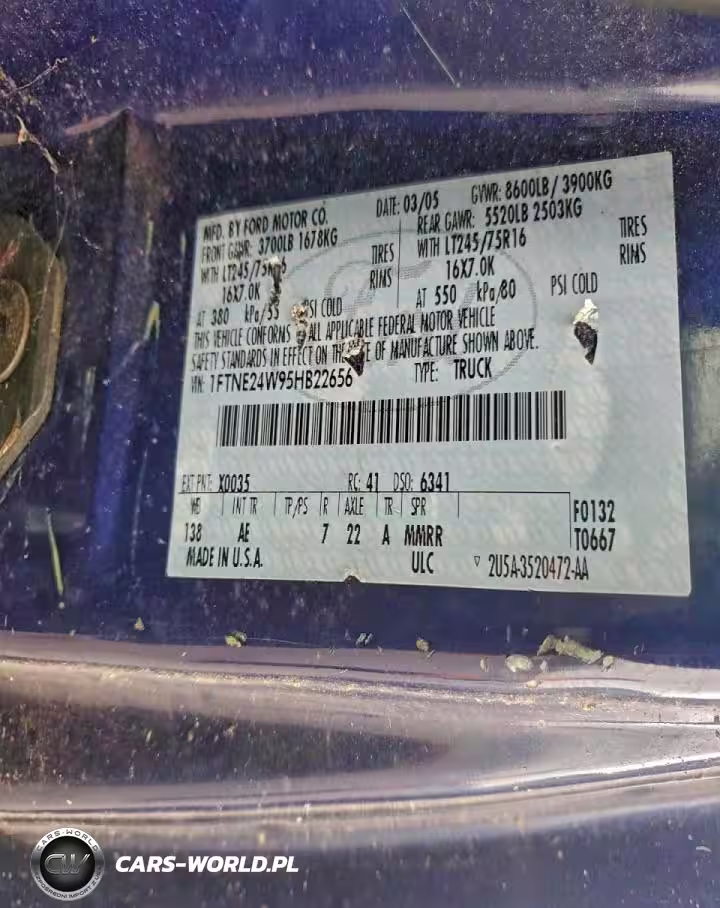 MFD. BY FORD MOTOR CO.
DATE: 03/05
GVWR: 8600LB / 3900KG
FRONT GAWR: 3700LB 1678KG
REAR GAWR: 5520LB 2503KG
WITH LT245/75R16 TIRES
WITH LT245/75R16 TIRES
16X7.0K RIMS
16X7.0K RIMS
AT 380 kPa/55 PSI COLD
AT 550 kPa/80 PSI COLD
THIS VEHICLE CONFORMS ALL APPLICABLE FEDERAL MOTOR VEHICLE
SAFETY STANDARDS IN EFFECT ON THE OF MANUFACTURE SHOWN ABOVE.
VIN: 1FTNE24W95HB22656
TYPE: TRUCK
EXT PNT: X0035 RC: 41 DSO: 6341
WB INT TR TP/PS R AXLE TR SPR F0132
138 AE 7 22 A MMRR T0667
MADE IN U.S.A. ULC ▽ 2U5A-3520472-AA
CARS-WORLD
CW
CARS-WORLD.PL